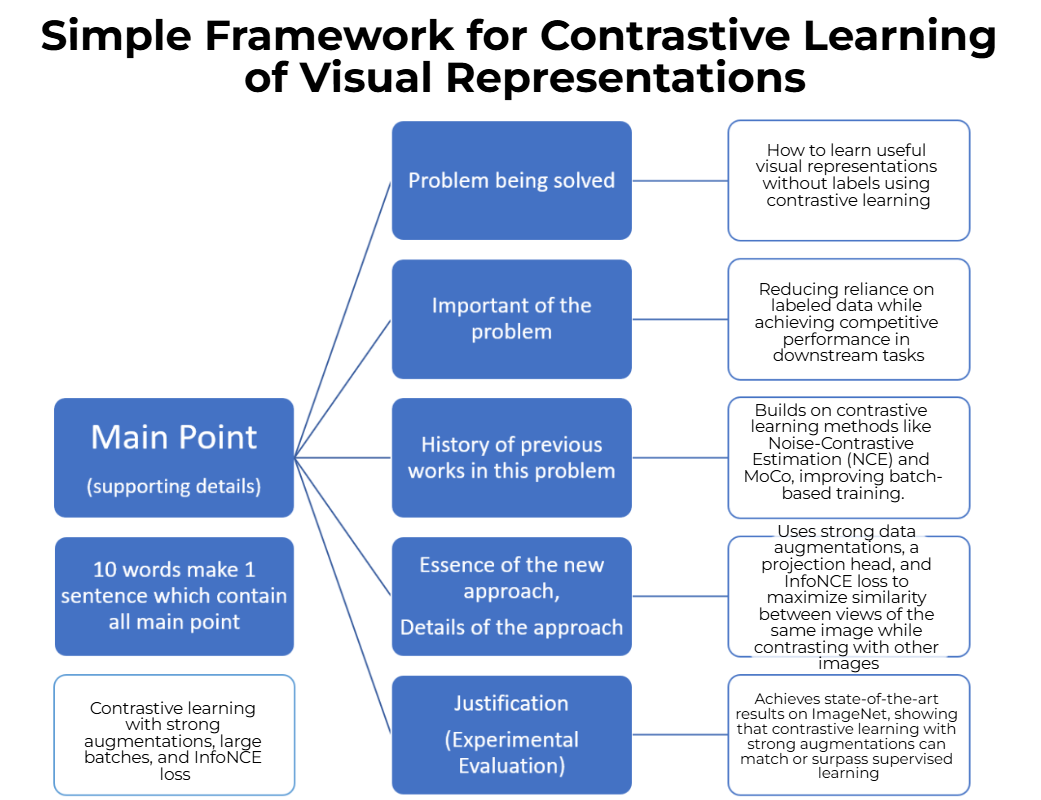 Simple Framework for Contrastive Learning
of Visual Representations
Problem being solved
How to learn useful
visual representations
without labels using
contrastive learning
Important of the
problem
Reducing reliance on
labeled data while
achieving competitive
performance in
downstream tasks
Main Point
(supporting details)
History of previous
works in this problem
Builds on contrastive
learning methods like
Noise-Contrastive
Estimation (NCE) and
MoCo, improving batch-
based training.
10 words make 1
sentence which contain
all main point
Essence of the new
approach,
Details of the approach
Uses strong data
augmentations, a
projection head, and
InfoNCE loss to
maximize similarity
between views of the
same image while
contrasting with other
images
Contrastive learning
with strong
augmentations, large
batches, and InfoNCE
loss
Justification
(Experimental
Evaluation)
Achieves state-of-the-art
results on ImageNet, showing
that contrastive learning with
strong augmentations can
match or surpass supervised
learning